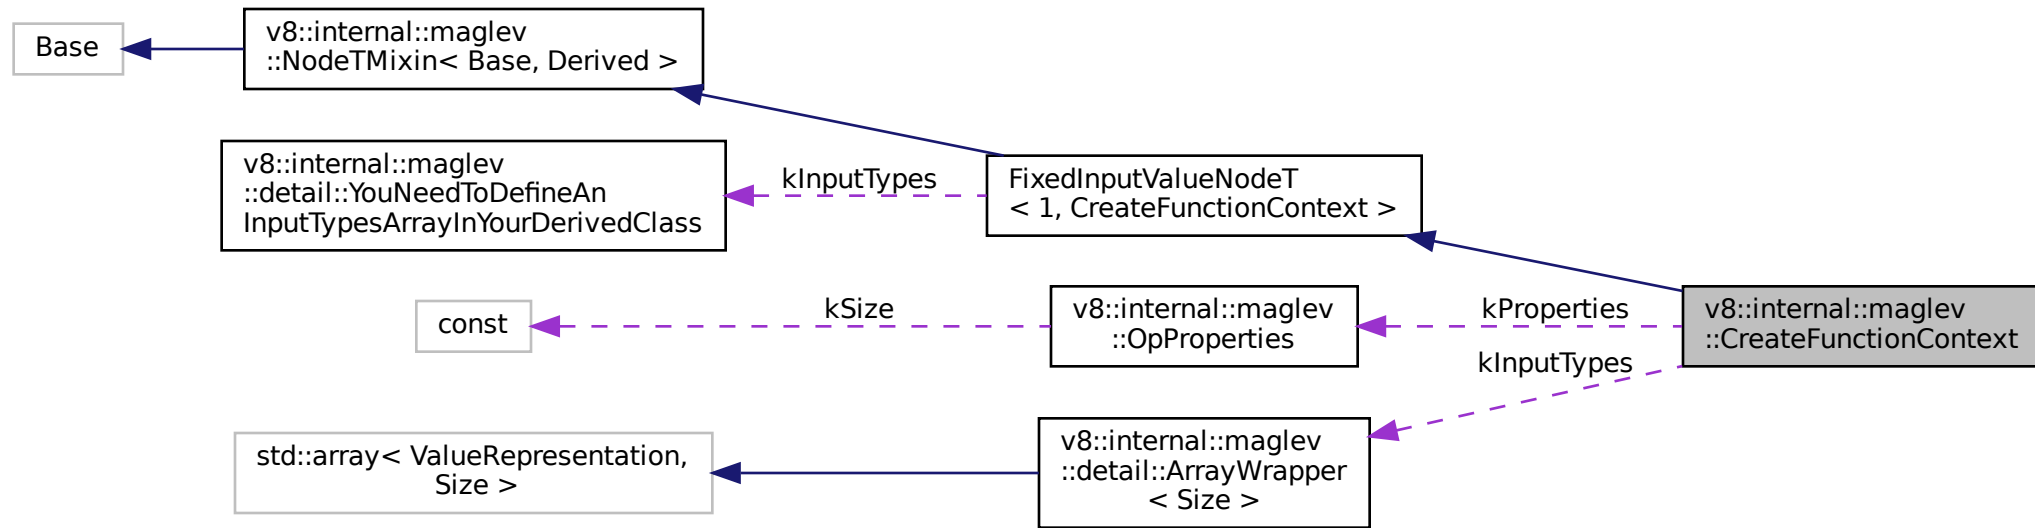 Base
v8::internal::maglev
::NodeTMixin< Base, Derived >
v8::internal::maglev
::detail::YouNeedToDefineAn
InputTypesArrayInYourDerivedClass
kInputTypes
FixedInputValueNodeT
< 1, CreateFunctionContext >
const
kSize
v8::internal::maglev
::OpProperties
kProperties
v8::internal::maglev
::CreateFunctionContext
kInputTypes
std::array< ValueRepresentation,
Size >
v8::internal::maglev
::detail::ArrayWrapper
< Size >